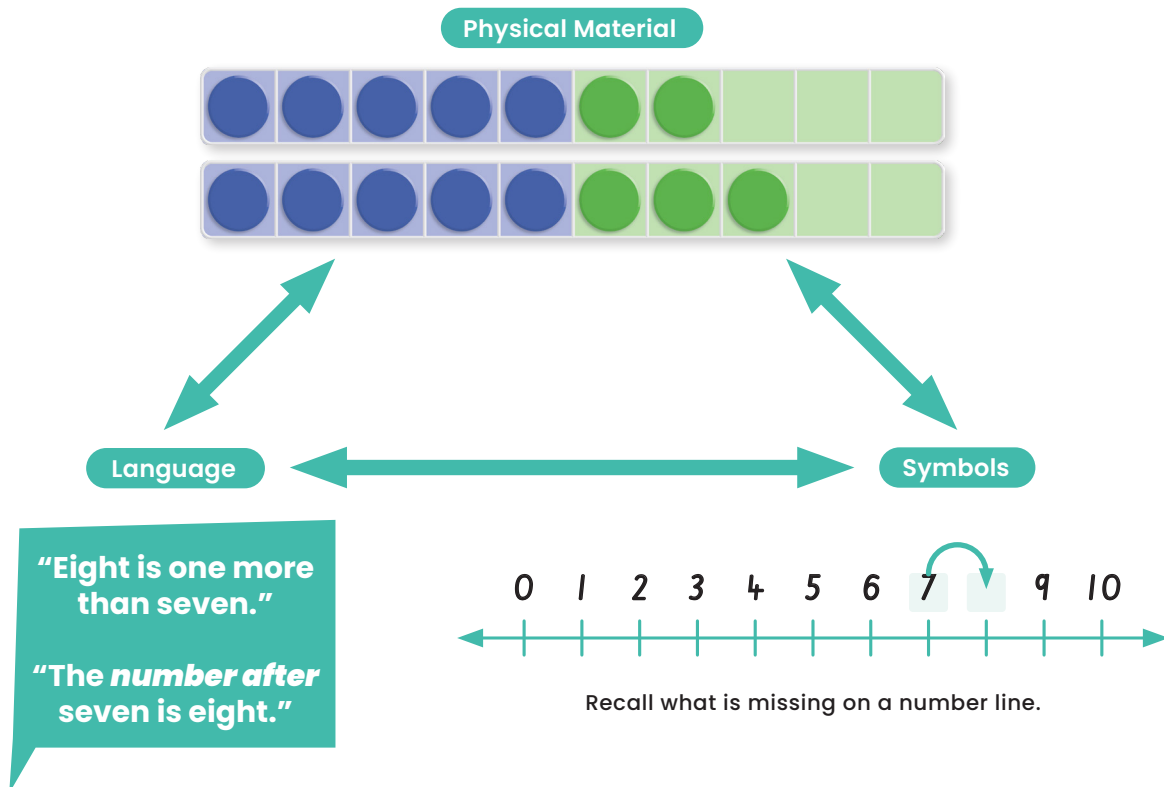 Physical Material
Language
Symbols
“Eight is one more
than seven.”
“The number after
seven is eight.”
0 1 2 3 4 5 6 7 9 10
Recall what is missing on a number line.